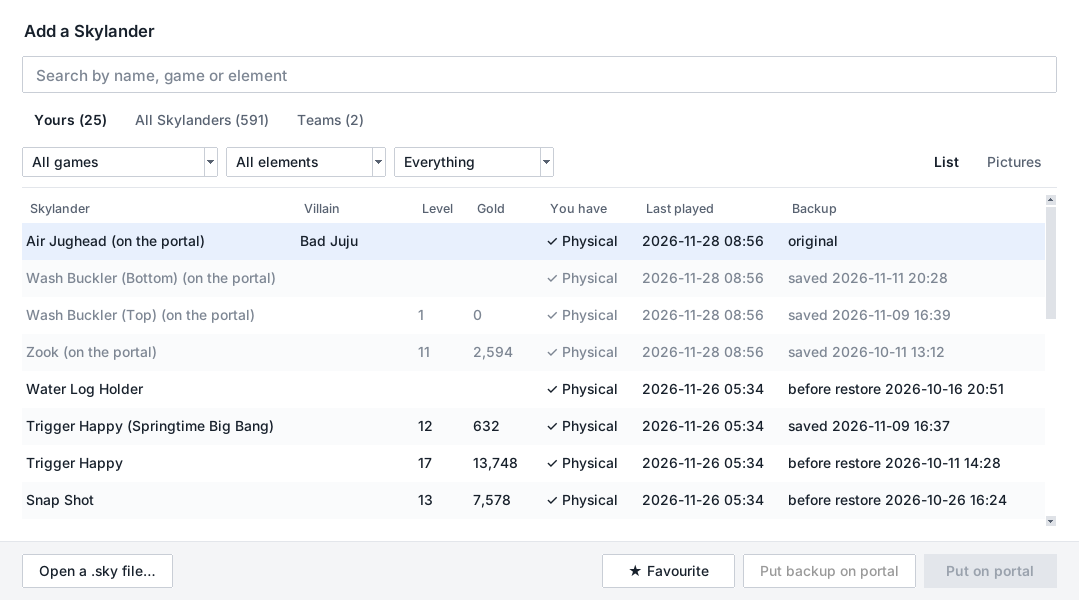 Add a Skylander
Search by name, game or element
Yours (25) All Skylanders (591) Teams (2)
All games All elements Everything List Pictures
Skylander Villain Level Gold You have Last played Backup
Air Jughead (on the portal) Bad Juju ✓ Physical 2026-11-28 08:56 original
Wash Buckler (Bottom) (on the portal) ✓ Physical 2026-11-28 08:56 saved 2026-11-11 20:28
Wash Buckler (Top) (on the portal) 1 0 ✓ Physical 2026-11-28 08:56 saved 2026-11-09 16:39
Zook (on the portal) 11 2,594 ✓ Physical 2026-11-28 08:56 saved 2026-10-11 13:12
Water Log Holder ✓ Physical 2026-11-26 05:34 before restore 2026-10-16 20:51
Trigger Happy (Springtime Big Bang) 12 632 ✓ Physical 2026-11-26 05:34 saved 2026-11-09 16:37
Trigger Happy 17 13,748 ✓ Physical 2026-11-26 05:34 before restore 2026-10-11 14:28
Snap Shot 13 7,578 ✓ Physical 2026-11-26 05:34 before restore 2026-10-26 16:24
Open a .sky file... ★ Favourite Put backup on portal Put on portal